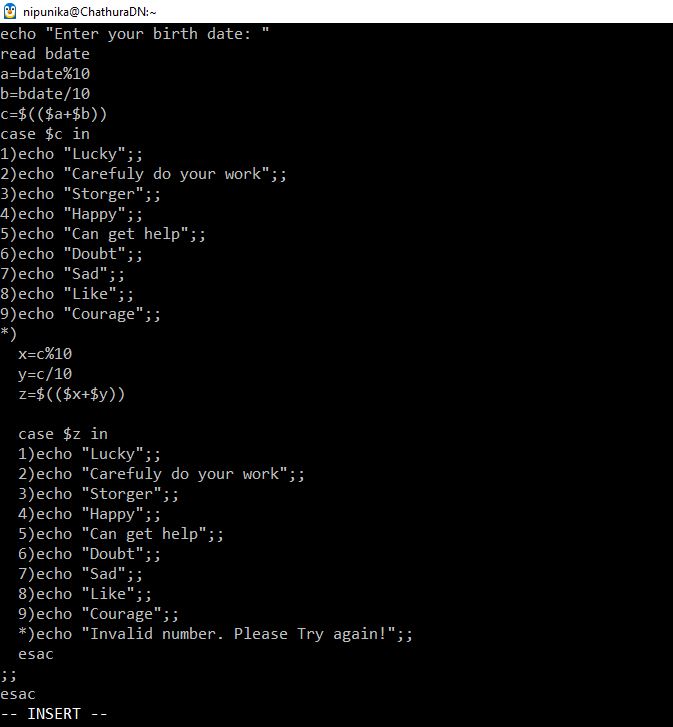 nipunika@ChathuraDN:~
echo "Enter your birth date: "
read bdate
a=bdate%10
b=bdate/10
c=$(($a+$b))
case $c in
1)echo "Lucky";;
2)echo "Carefuly do your work";;
3)echo "Storger";;
4)echo "Happy";;
5)echo "Can get help";;
6)echo "Doubt";;
7)echo "Sad";;
8)echo "Like";;
9)echo "Courage";;
*)
  x=c%10
  y=c/10
  z=$(($x+$y))

  case $z in
  1)echo "Lucky";;
  2)echo "Carefuly do your work";;
  3)echo "Storger";;
  4)echo "Happy";;
  5)echo "Can get help";;
  6)echo "Doubt";;
  7)echo "Sad";;
  8)echo "Like";;
  9)echo "Courage";;
  *)echo "Invalid number. Please Try again!";;
  esac
;;
esac
-- INSERT --